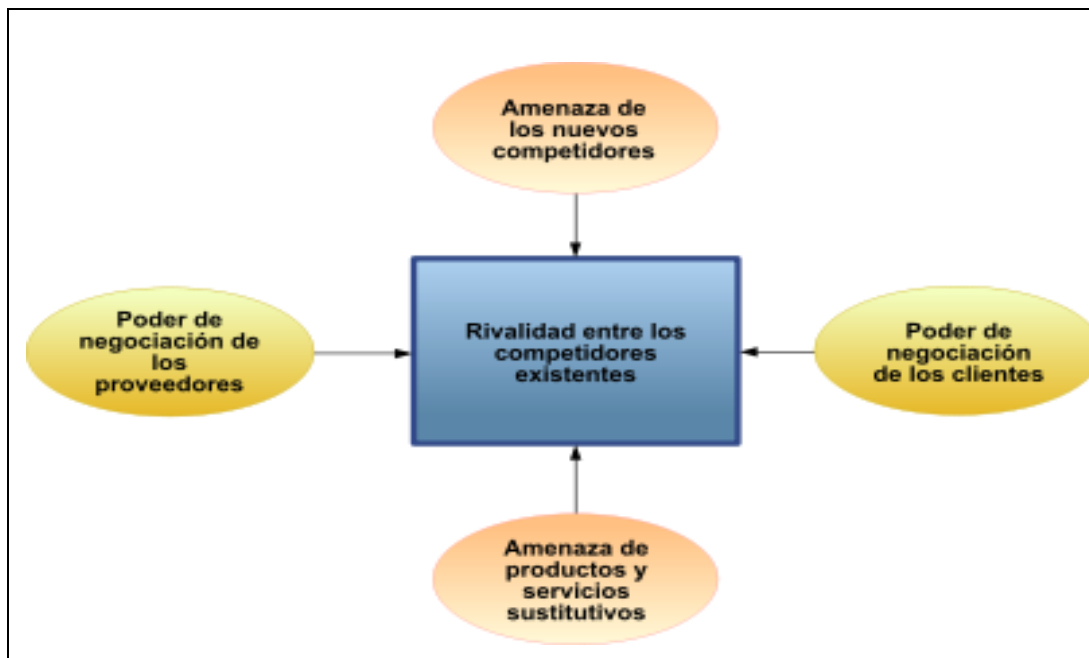 Amenaza de
los nuevos
competidores
Poder de
negociación de
los
proveedores
Rivalidad entre los
competidores
existentes
Poder de
negociación
de los clientes
Amenaza de
productos y
servicios
sustitutivos